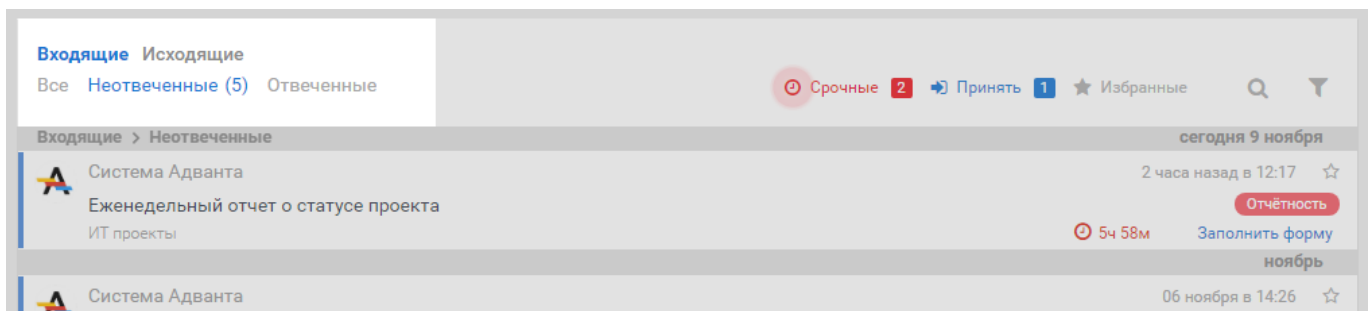 Входящие Исходящие
Все Неотвеченные (5) Отвеченные
Срочные 2 Принять 1 Избранные
Входящие > Неотвеченные сегодня 9 ноября
Система Адванта 2 часа назад в 12:17
Еженедельный отчет о статусе проекта Отчётность
ИТ проекты 5ч 58м Заполнить форму
ноябрь
Система Адванта 06 ноября в 14:26